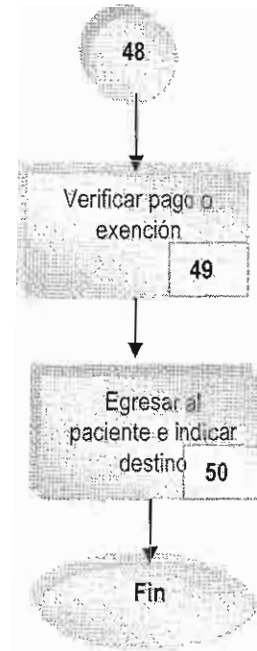 48
Verificar pago o
exención
49
Egresar al
paciente e indicar
destino
50
Fin